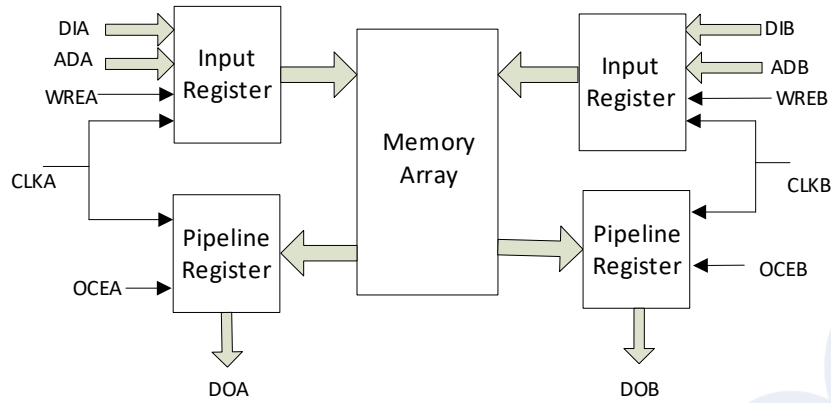 DIA
ADA
WREA
CLKA
Input
Register
Pipeline
Register
OCEA
DOA
Memory
Array
Input
Register
DIB
ADB
WREB
CLKB
Pipeline
Register
OCEB
DOB